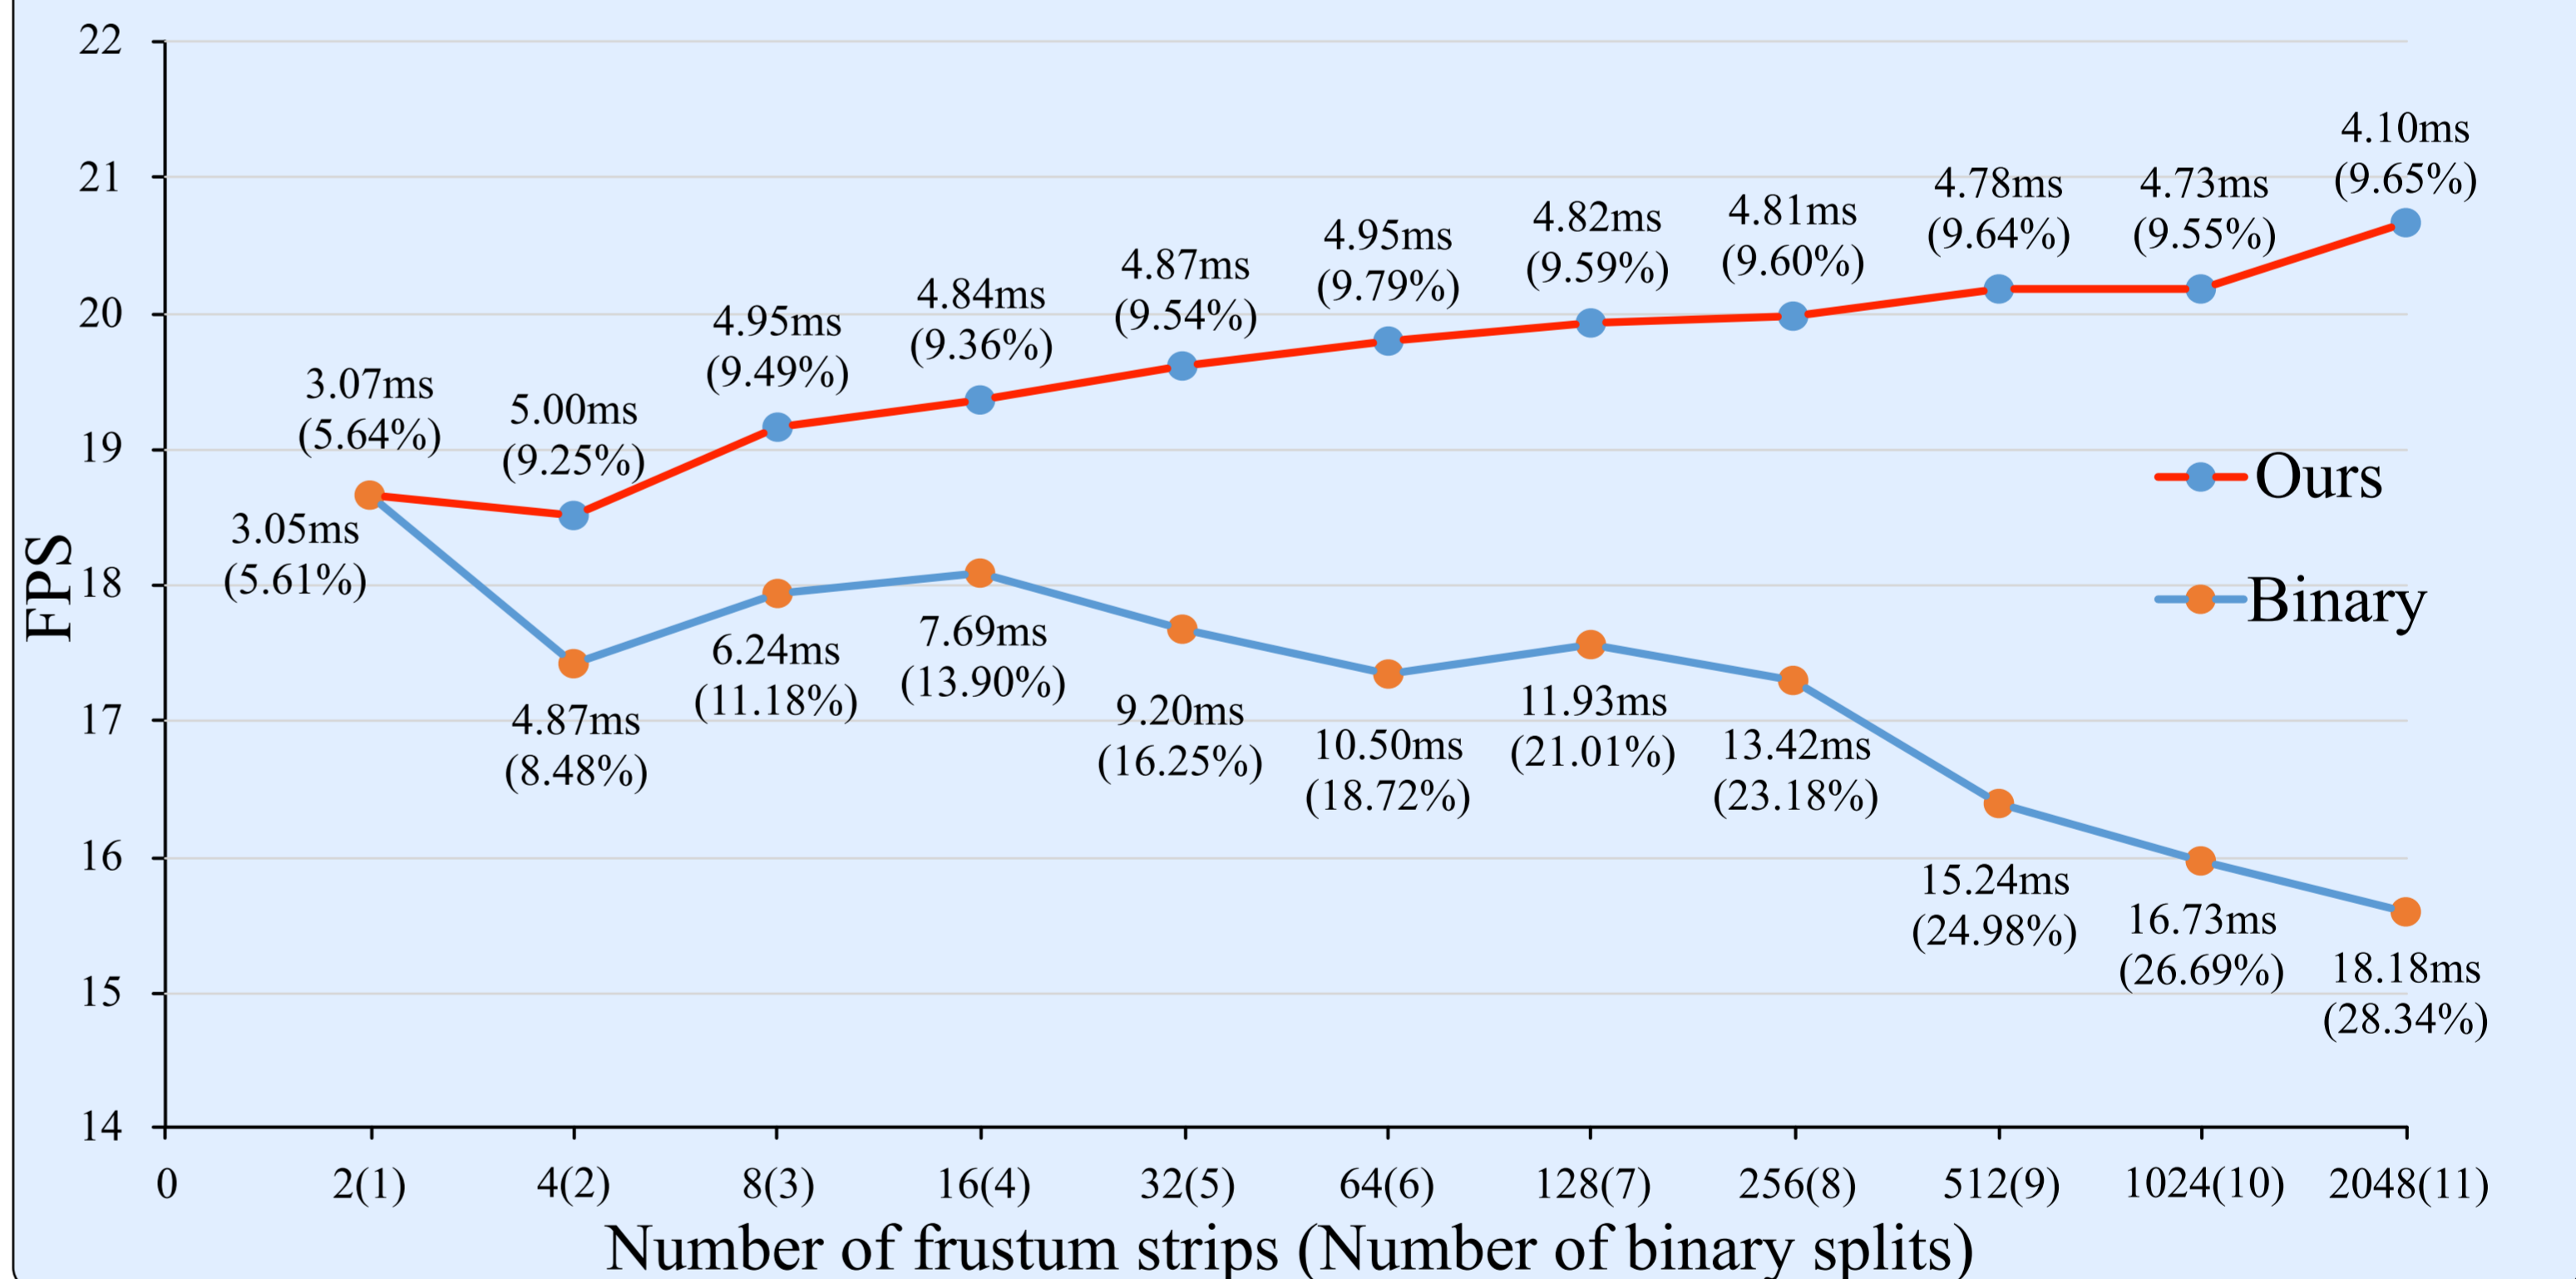 22
21
20
19
18
17
16
15
14
FPS
3.07ms
(5.64%)
5.00ms
(9.25%)
4.95ms
(9.49%)
4.84ms
(9.36%)
4.87ms
(9.54%)
4.95ms
(9.79%)
4.82ms
(9.59%)
4.81ms
(9.60%)
4.78ms
(9.64%)
4.73ms
(9.55%)
4.10ms
(9.65%)
3.05ms
(5.61%)
4.87ms
(8.48%)
6.24ms
(11.18%)
7.69ms
(13.90%)
9.20ms
(16.25%)
10.50ms
(18.72%)
11.93ms
(21.01%)
13.42ms
(23.18%)
15.24ms
(24.98%)
16.73ms
(26.69%)
18.18ms
(28.34%)
Ours
Binary
0 2(1) 4(2) 8(3) 16(4) 32(5) 64(6) 128(7) 256(8) 512(9) 1024(10) 2048(11)
Number of frustum strips (Number of binary splits)